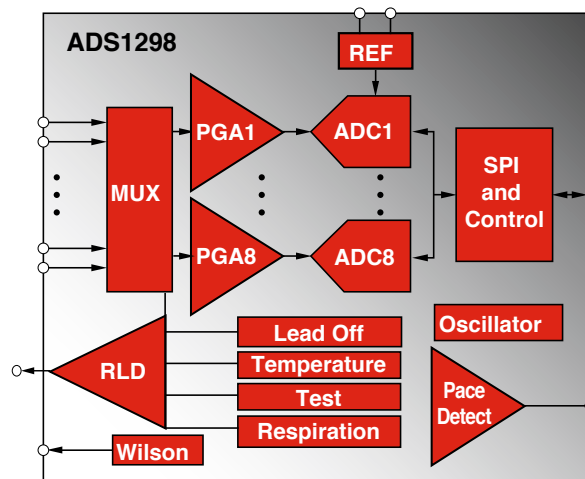 ADS1298
REF
MUX
PGA1
ADC1
SPI
and
Control
PGA8
ADC8
RLD
Lead Off
Temperature
Test
Respiration
Oscillator
Pace
Detect
Wilson